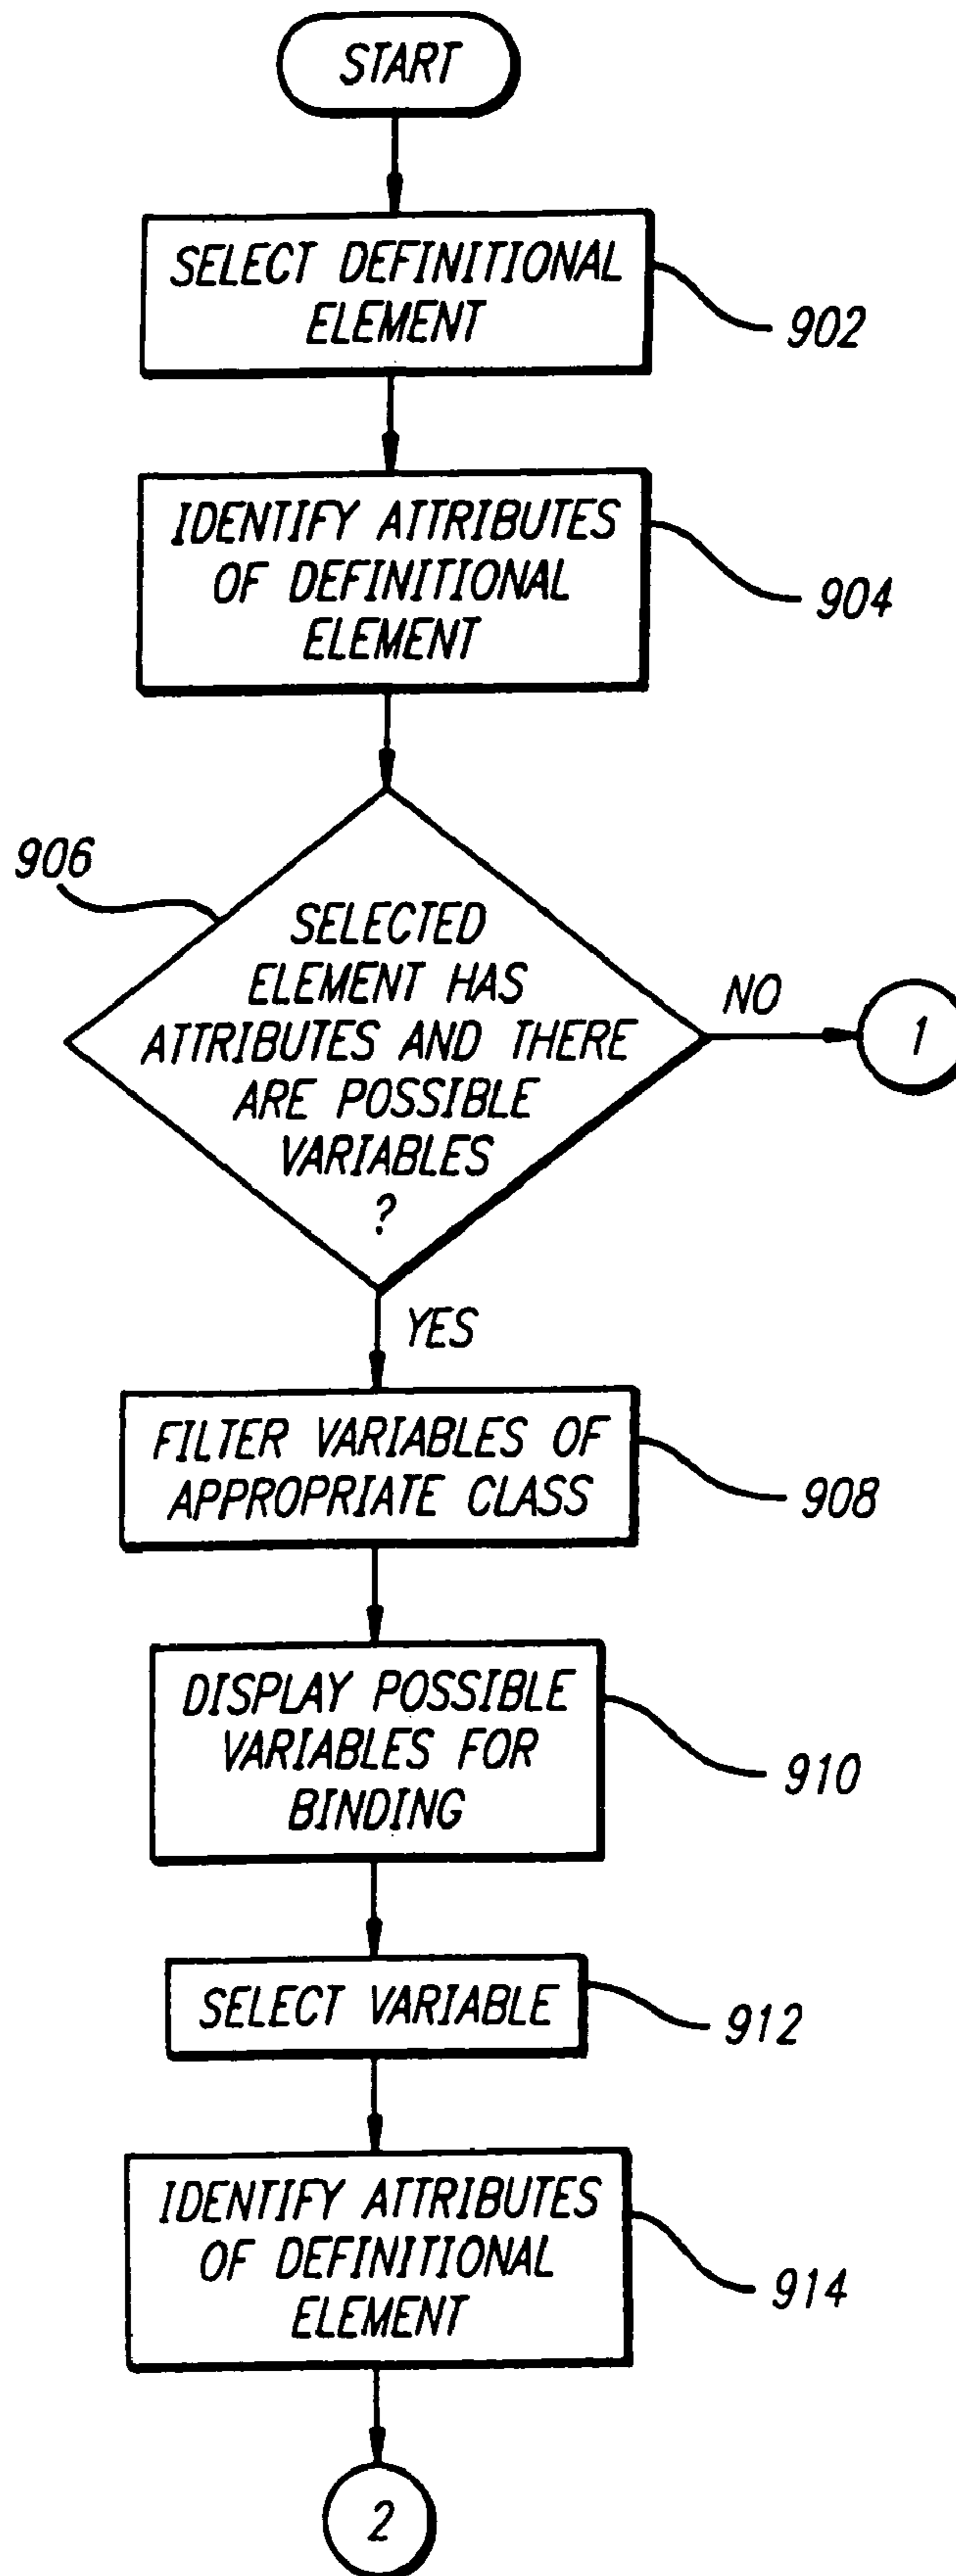 START
SELECT DEFINITIONAL
ELEMENT
902
IDENTIFY ATTRIBUTES
OF DEFINITIONAL
ELEMENT
904
906
SELECTED
ELEMENT HAS
ATTRIBUTES AND THERE
ARE POSSIBLE
VARIABLES
?
NO
1
YES
FILTER VARIABLES OF
APPROPRIATE CLASS
908
DISPLAY POSSIBLE
VARIABLES FOR
BINDING
910
SELECT VARIABLE
912
IDENTIFY ATTRIBUTES
OF DEFINITIONAL
ELEMENT
914
2